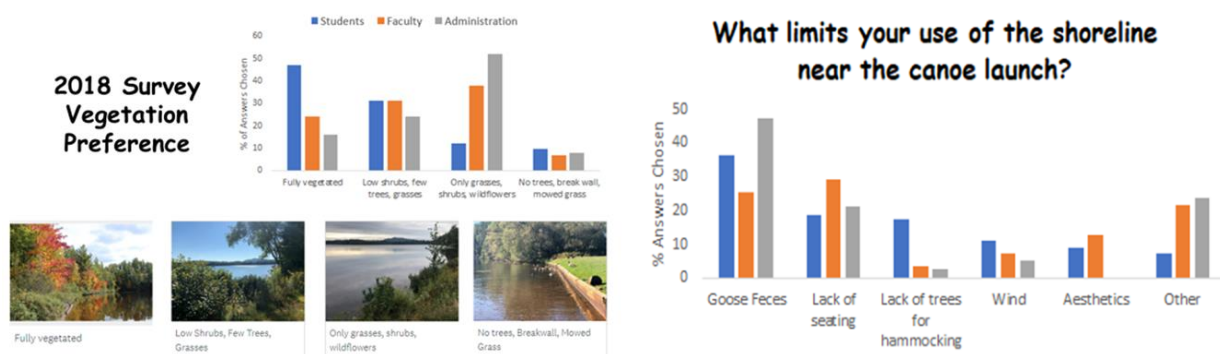 Students Faculty Administration
2018 Survey
Vegetation
Preference
% of Answers Chosen
60
50
40
30
20
10
0
Fully vegetated
Low shrubs, few
trees, grasses
Only grasses,
shrubs, wildflowers
No trees, break wall,
mowed grass
Fully vegetated
Low Shrubs, Few Trees,
Grasses
Only grasses, shrubs,
wildflowers
No trees, Breakwall, Mowed
Grass
What limits your use of the shoreline
near the canoe launch?
% Answers Chosen
50
40
30
20
10
0
Goose Feces
Lack of
seating
Lack of trees
for
hammocking
Wind
Aesthetics
Other